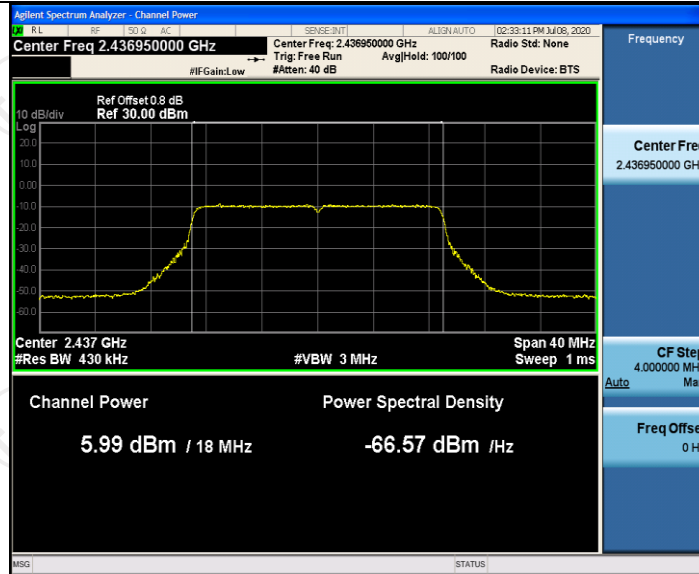 Agilent Spectrum Analyzer - Channel Power
RL RF 50 Ω AC SENSE:INT ALIGN AUTO 02:33:11 PM Jul 08, 2020
Center Freq 2.436950000 GHz Center Freq: 2.436950000 GHz Radio Std: None
Trig: Free Run Avg|Hold: 100/100
#IFGain:Low #Atten: 40 dB Radio Device: BTS
Ref Offset 0.8 dB
10 dB/div Ref 30.00 dBm
Log
20.0
10.0
0.00
-10.0
-20.0
-30.0
-40.0
-50.0
-60.0
Center 2.437 GHz Span 40 MHz
#Res BW 430 kHz #VBW 3 MHz Sweep 1 ms
Channel Power Power Spectral Density
5.99 dBm / 18 MHz -66.57 dBm /Hz
MSG STATUS
Frequency
Center Fre
2.436950000 GH
CF Step
4.000000 MH
Auto Ma
Freq Offse
0 H